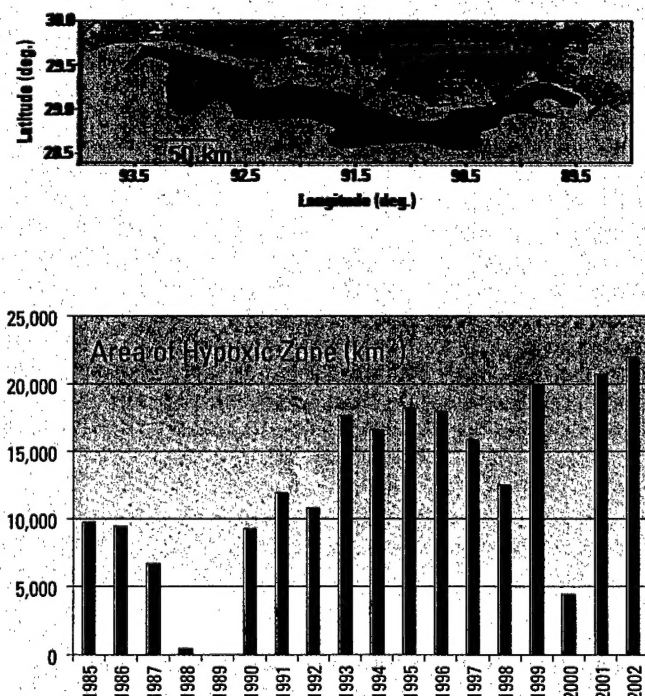 30.0
29.5
29.0
28.5
Latitude (deg.)
50 km
93.5 92.5 91.5 90.5 89.5
Longitude (deg.)
25,000
Area of Hypoxic Zone (km²)
20,000
15,000
10,000
5,000
0
1985 1986 1987 1988 1989 1990 1991 1992 1993 1994 1995 1996 1997 1998 1999 2000 2001 2002